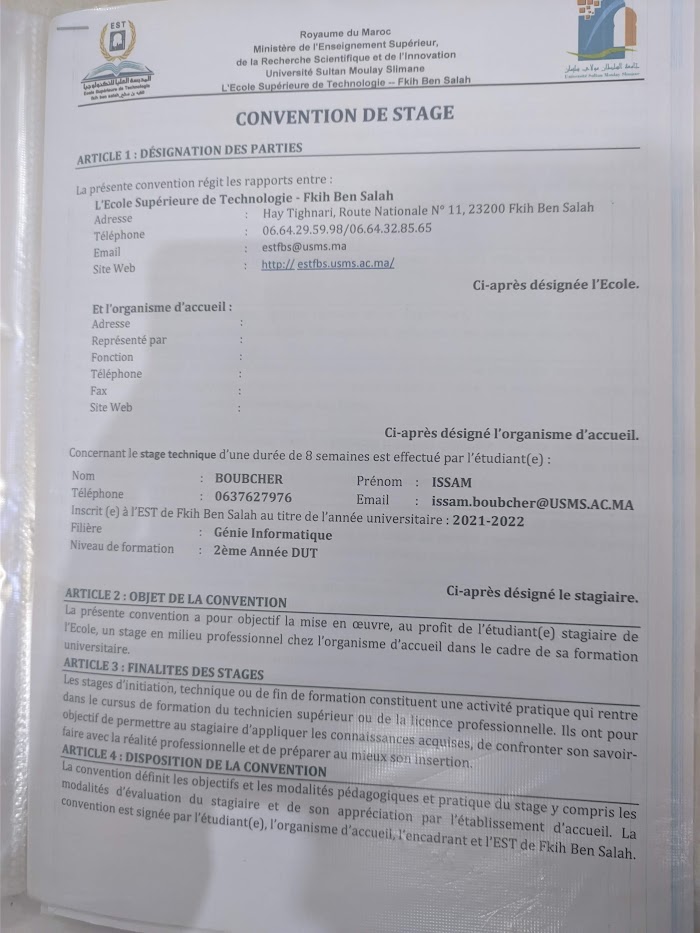 EST
المدرسة العليا للتكنولوجيا
Ecole Supérieure de Technologie
Royaume du Maroc
Ministère de l'Enseignement Supérieur,
de la Recherche Scientifique et de l'Innovation
Université Sultan Moulay Slimane
L'Ecole Supérieure de Technologie – Fkih Ben Salah
جامعة السلطان مولاي سليمان
Université Sultan Moulay Slimane
CONVENTION DE STAGE
ARTICLE 1 : DÉSIGNATION DES PARTIES
La présente convention régit les rapports entre :
L'Ecole Supérieure de Technologie - Fkih Ben Salah
Adresse : Hay Tighnari, Route Nationale N° 11, 23200 Fkih Ben Salah
Téléphone : 06.64.29.59.98/06.64.32.85.65
Email : estfbs@usms.ma
Site Web : http:// estfbs.usms.ac.ma/
Ci-après désignée l'Ecole.
Et l'organisme d'accueil :
Adresse :
Représenté par :
Fonction :
Téléphone :
Fax :
Site Web :
Ci-après désigné l'organisme d'accueil.
Concernant le stage technique d'une durée de 8 semaines est effectué par l'étudiant(e) :
Nom : BOUBCHER Prénom : ISSAM
Téléphone : 0637627976 Email : issam.boubcher@USMS.AC.MA
Inscrit (e) à l'EST de Fkih Ben Salah au titre de l'année universitaire : 2021-2022
Filière : Génie Informatique
Niveau de formation : 2ème Année DUT
Ci-après désigné le stagiaire.
ARTICLE 2 : OBJET DE LA CONVENTION
La présente convention a pour objectif la mise en œuvre, au profit de l'étudiant(e) stagiaire de
l'Ecole, un stage en milieu professionnel chez l'organisme d'accueil dans le cadre de sa formation
universitaire.
ARTICLE 3 : FINALITES DES STAGES
Les stages d'initiation, technique ou de fin de formation constituent une activité pratique qui rentre
dans le cursus de formation du technicien supérieur ou de la licence professionnelle. Ils ont pour
objectif de permettre au stagiaire d'appliquer les connaissances acquises, de confronter son savoir-
faire avec la réalité professionnelle et de préparer au mieux son insertion.
ARTICLE 4 : DISPOSITION DE LA CONVENTION
La convention définit les objectifs et les modalités pédagogiques et pratique du stage y compris les
modalités d'évaluation du stagiaire et de son appréciation par l'établissement d'accueil. La
convention est signée par l'étudiant(e), l'organisme d'accueil, l'encadrant et l'EST de Fkih Ben Salah.